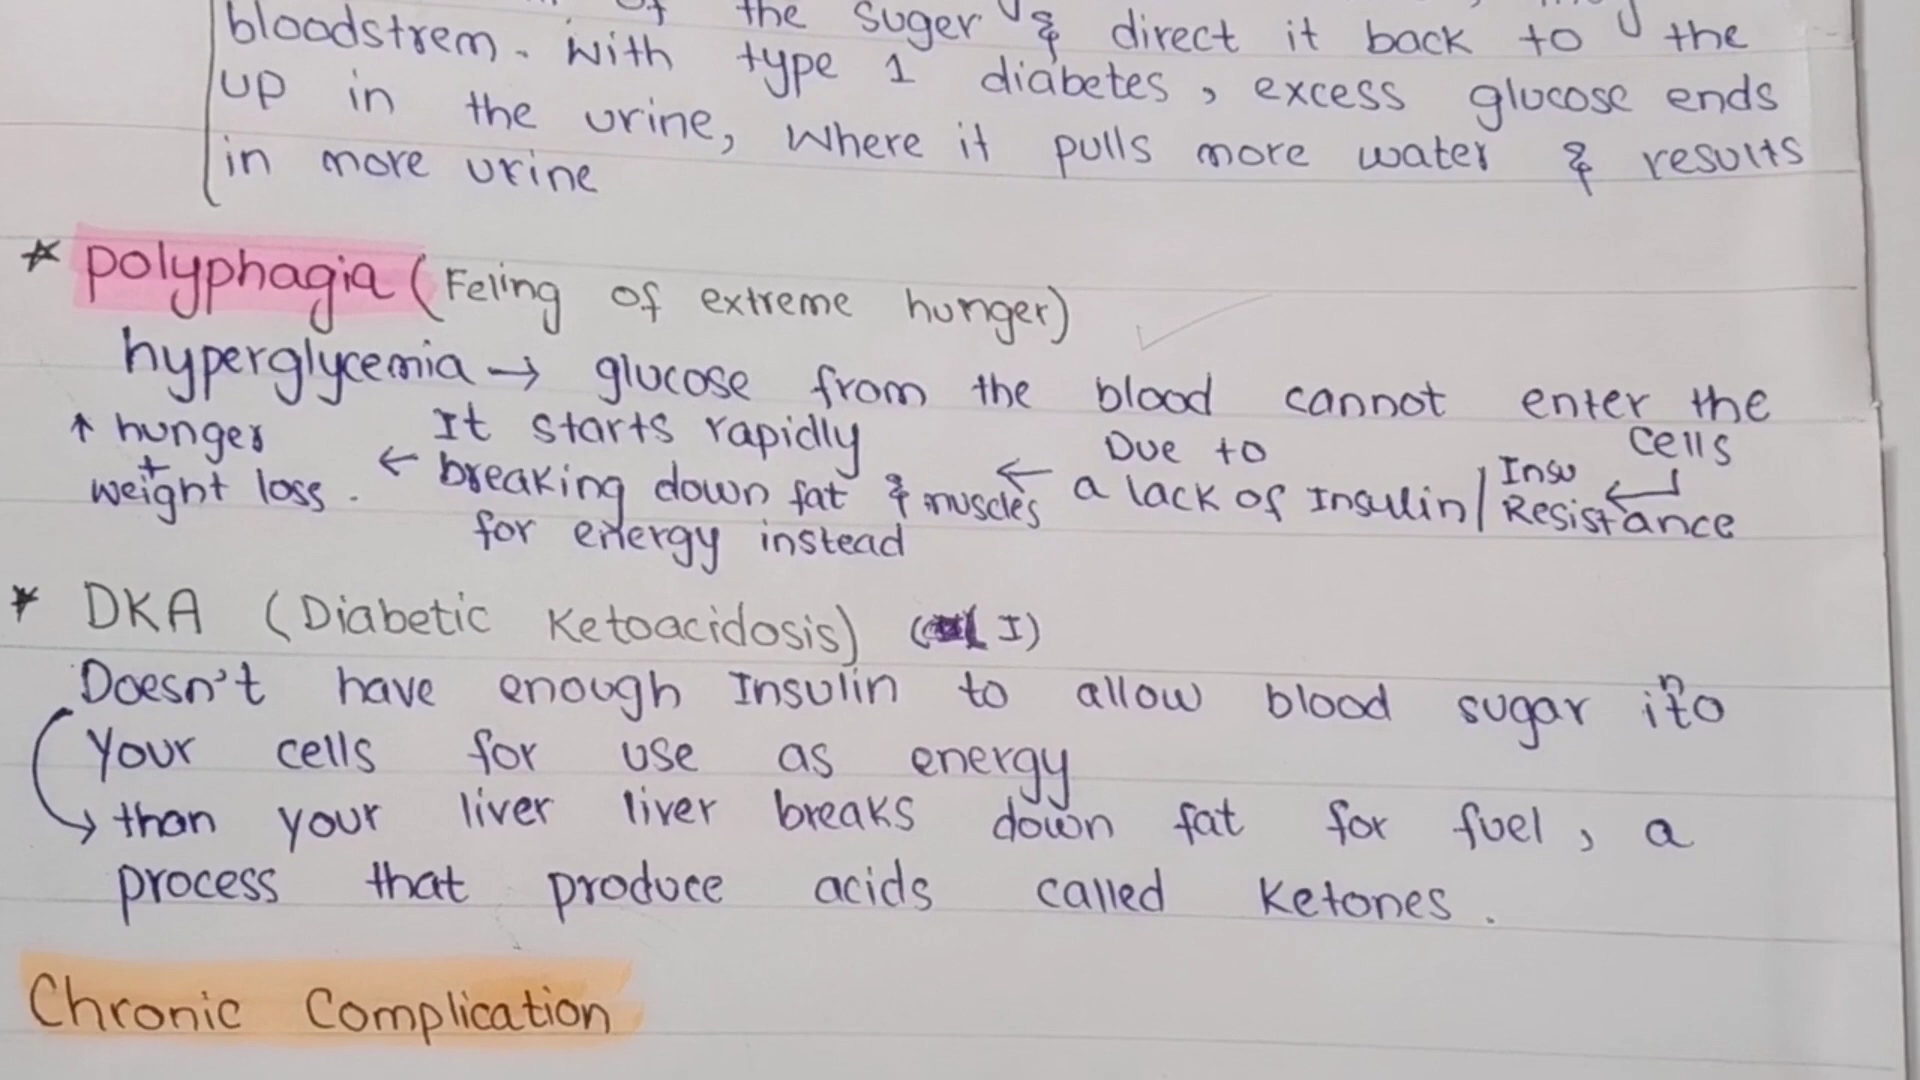 of the suger & direct it back to the
bloodstrem. With type 1 diabetes, excess glucose ends
up in the urine, Where it pulls more water & results
in more urine
* polyphagia (Feling of extreme hunger)
hyperglycemia → glucose from the blood cannot enter the
cells
Insu Resistance
Due to
a lack of Insulin /
← It starts rapidly
breaking down fat & muscles
for energy instead
← ↑ hunger
+
weight loss.
* DKA (Diabetic Ketoacidosis) (I)
Doesn't have enough Insulin to allow blood sugar into
Your cells for use as energy
→ than your liver liver breaks down fat for fuel, a
process that produce acids called Ketones.
Chronic Complication